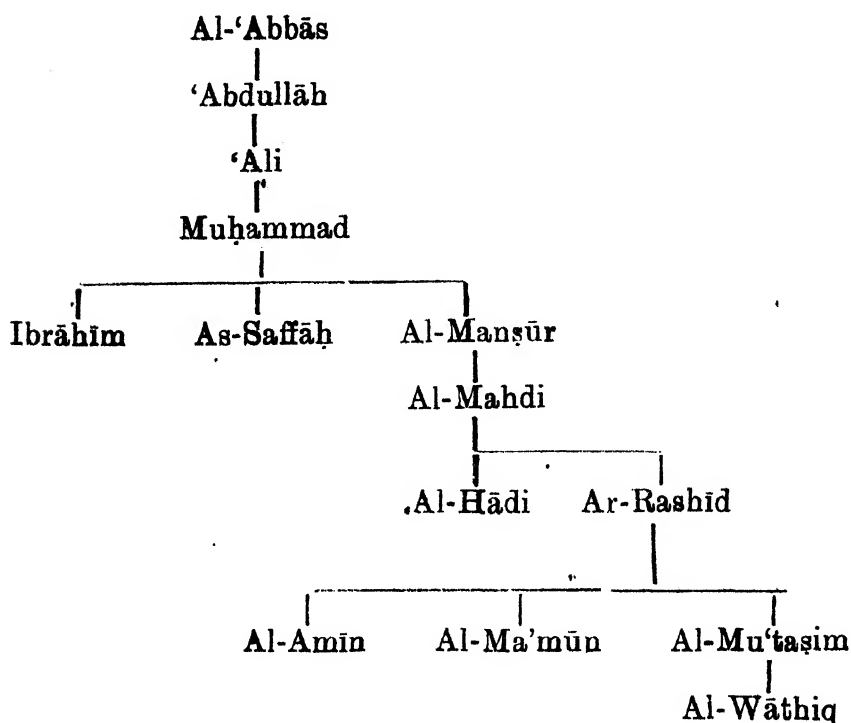 Al-‘Abbās
‘Abdullāh
‘Ali
Muḥammad
Ibrāhīm As-Saffāḥ Al-Manṣūr
Al-Mahdi
Al-Hādi Ar-Rashīd
Al-Amīn Al-Ma’mūn Al-Mu‘taṣim
Al-Wāthiq